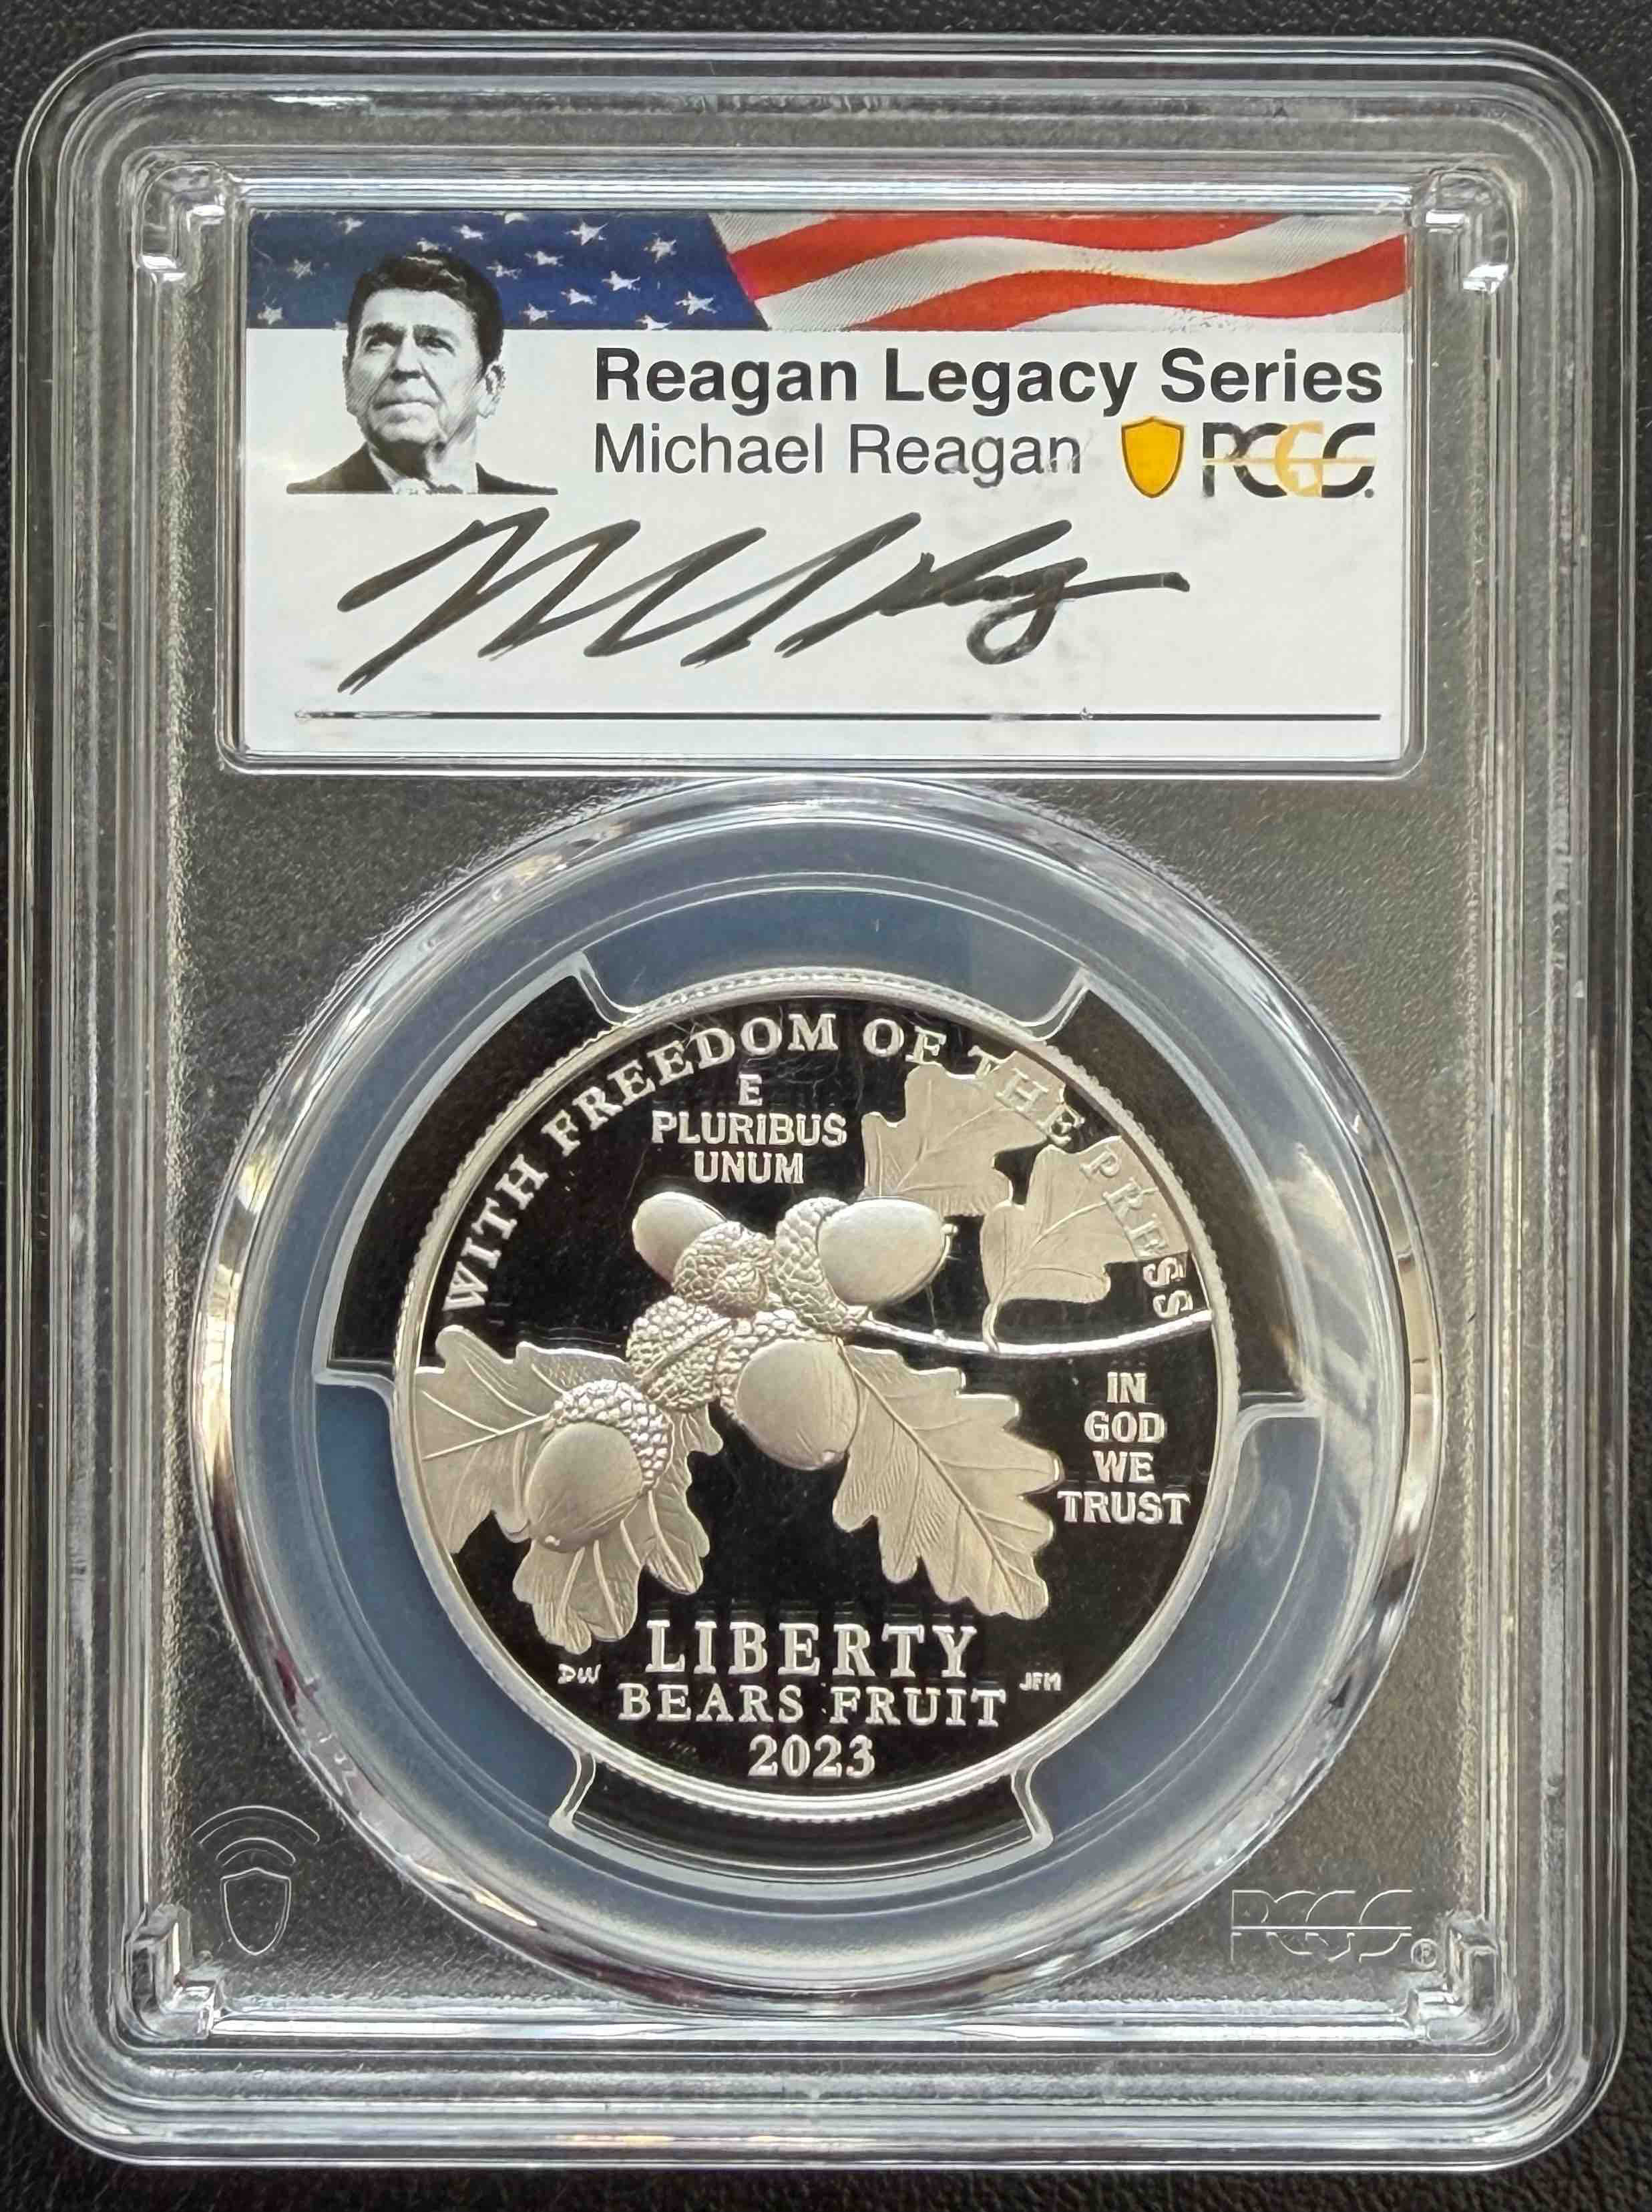 Reagan Legacy Series
Michael Reagan PCGS
WITH FREEDOM OF THE PRESS
E
PLURIBUS
UNUM
IN
GOD
WE
TRUST
DW
LIBERTY
JFM
BEARS FRUIT
2023
PCGS